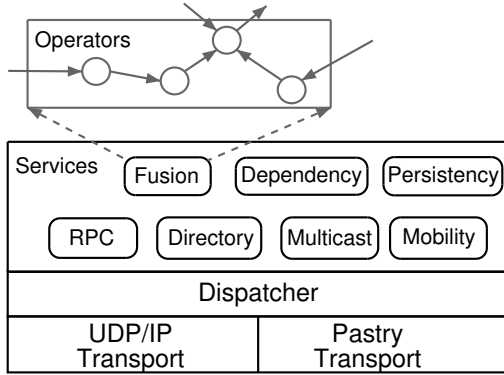 Operators
Services
Fusion
Dependency
Persistency
RPC
Directory
Multicast
Mobility
Dispatcher
UDP/IP
Transport
Pastry
Transport